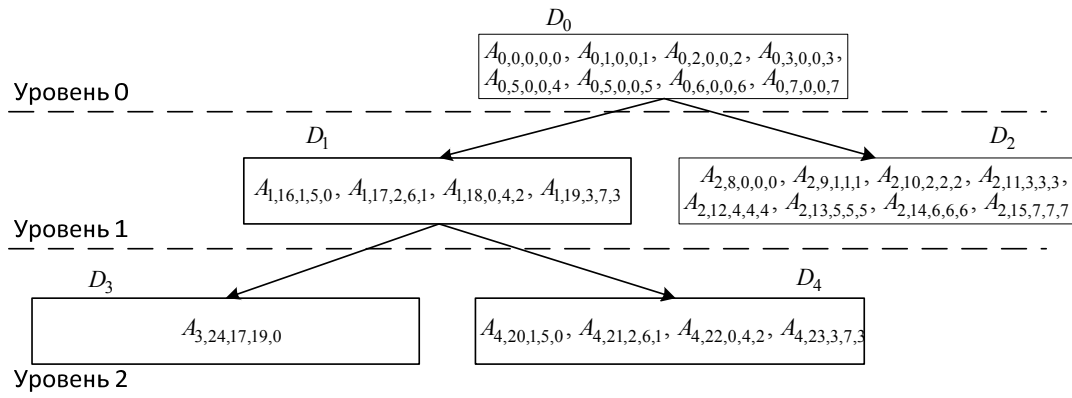 D₀
A₀,₀,₀,₀,₀, A₀,₁,₀,₀,₁, A₀,₂,₀,₀,₂, A₀,₃,₀,₀,₃,
A₀,₅,₀,₀,₄, A₀,₅,₀,₀,₅, A₀,₆,₀,₀,₆, A₀,₇,₀,₀,₇
Уровень 0
D₁
D₂
A₁,₁₆,₁,₅,₀, A₁,₁₇,₂,₆,₁, A₁,₁₈,₀,₄,₂, A₁,₁₉,₃,₇,₃
A₂,₈,₀,₀,₀, A₂,₉,₁,₁,₁, A₂,₁₀,₂,₂,₂, A₂,₁₁,₃,₃,₃,
A₂,₁₂,₄,₄,₄, A₂,₁₃,₅,₅,₅, A₂,₁₄,₆,₆,₆, A₂,₁₅,₇,₇,₇
Уровень 1
D₃
D₄
A₃,₂₄,₁₇,₁₉,₀
A₄,₂₀,₁,₅,₀, A₄,₂₁,₂,₆,₁, A₄,₂₂,₀,₄,₂, A₄,₂₃,₃,₇,₃
Уровень 2